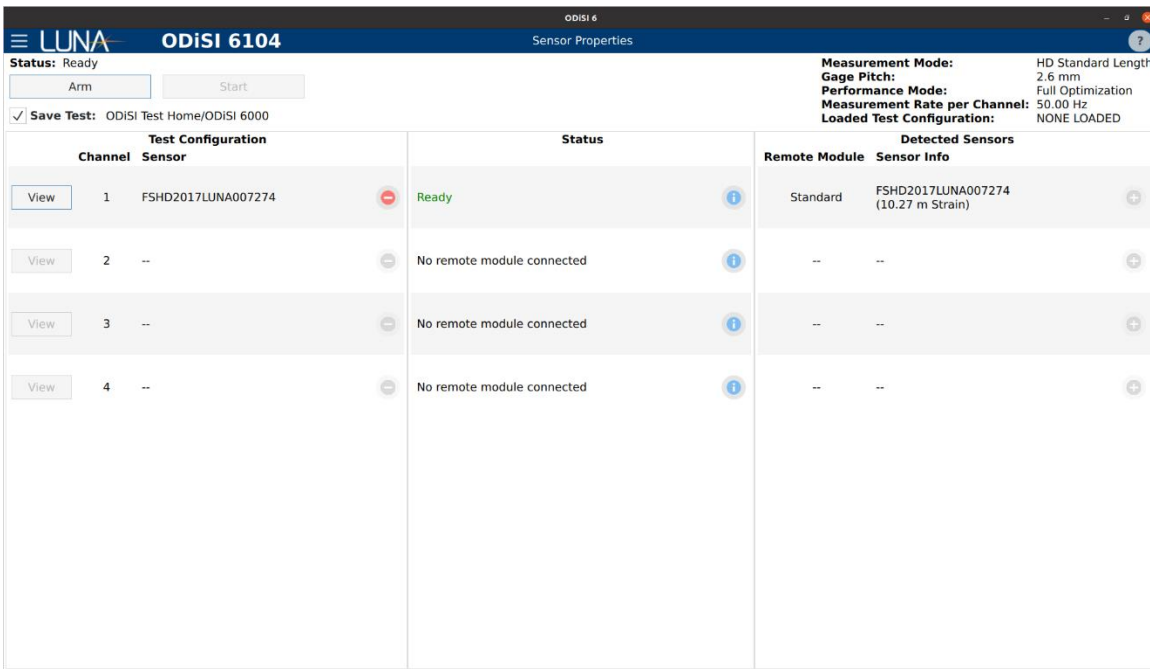 ODiSI 6
LUNA ODiSI 6104 Sensor Properties ?
Status: Ready
Arm Start
Save Test: ODiSI Test Home/ODiSI 6000
Measurement Mode: HD Standard Length
Gage Pitch: 2.6 mm
Performance Mode: Full Optimization
Measurement Rate per Channel: 50.00 Hz
Loaded Test Configuration: NONE LOADED
Test Configuration Status Detected Sensors
Channel Sensor Remote Module Sensor Info
View 1 FSHD2017LUNA007274 Ready i Standard FSHD2017LUNA007274
(10.27 m Strain)
View 2 -- No remote module connected i -- --
View 3 -- No remote module connected i -- --
View 4 -- No remote module connected i -- --